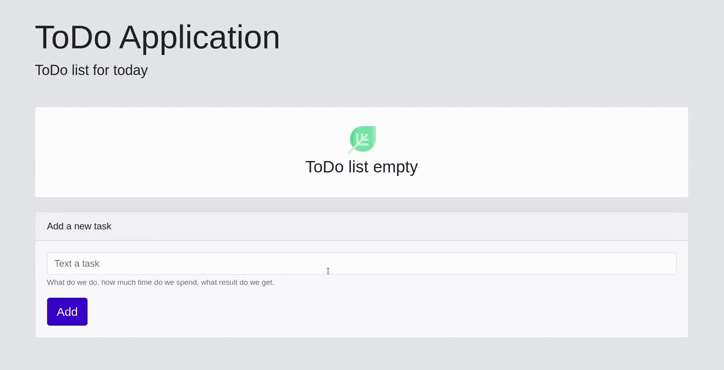 ToDo Application
ToDo list for today
ToDo list empty
Add a new task
Text a task
What do we do, how much time do we spend, what result do we get.
Add